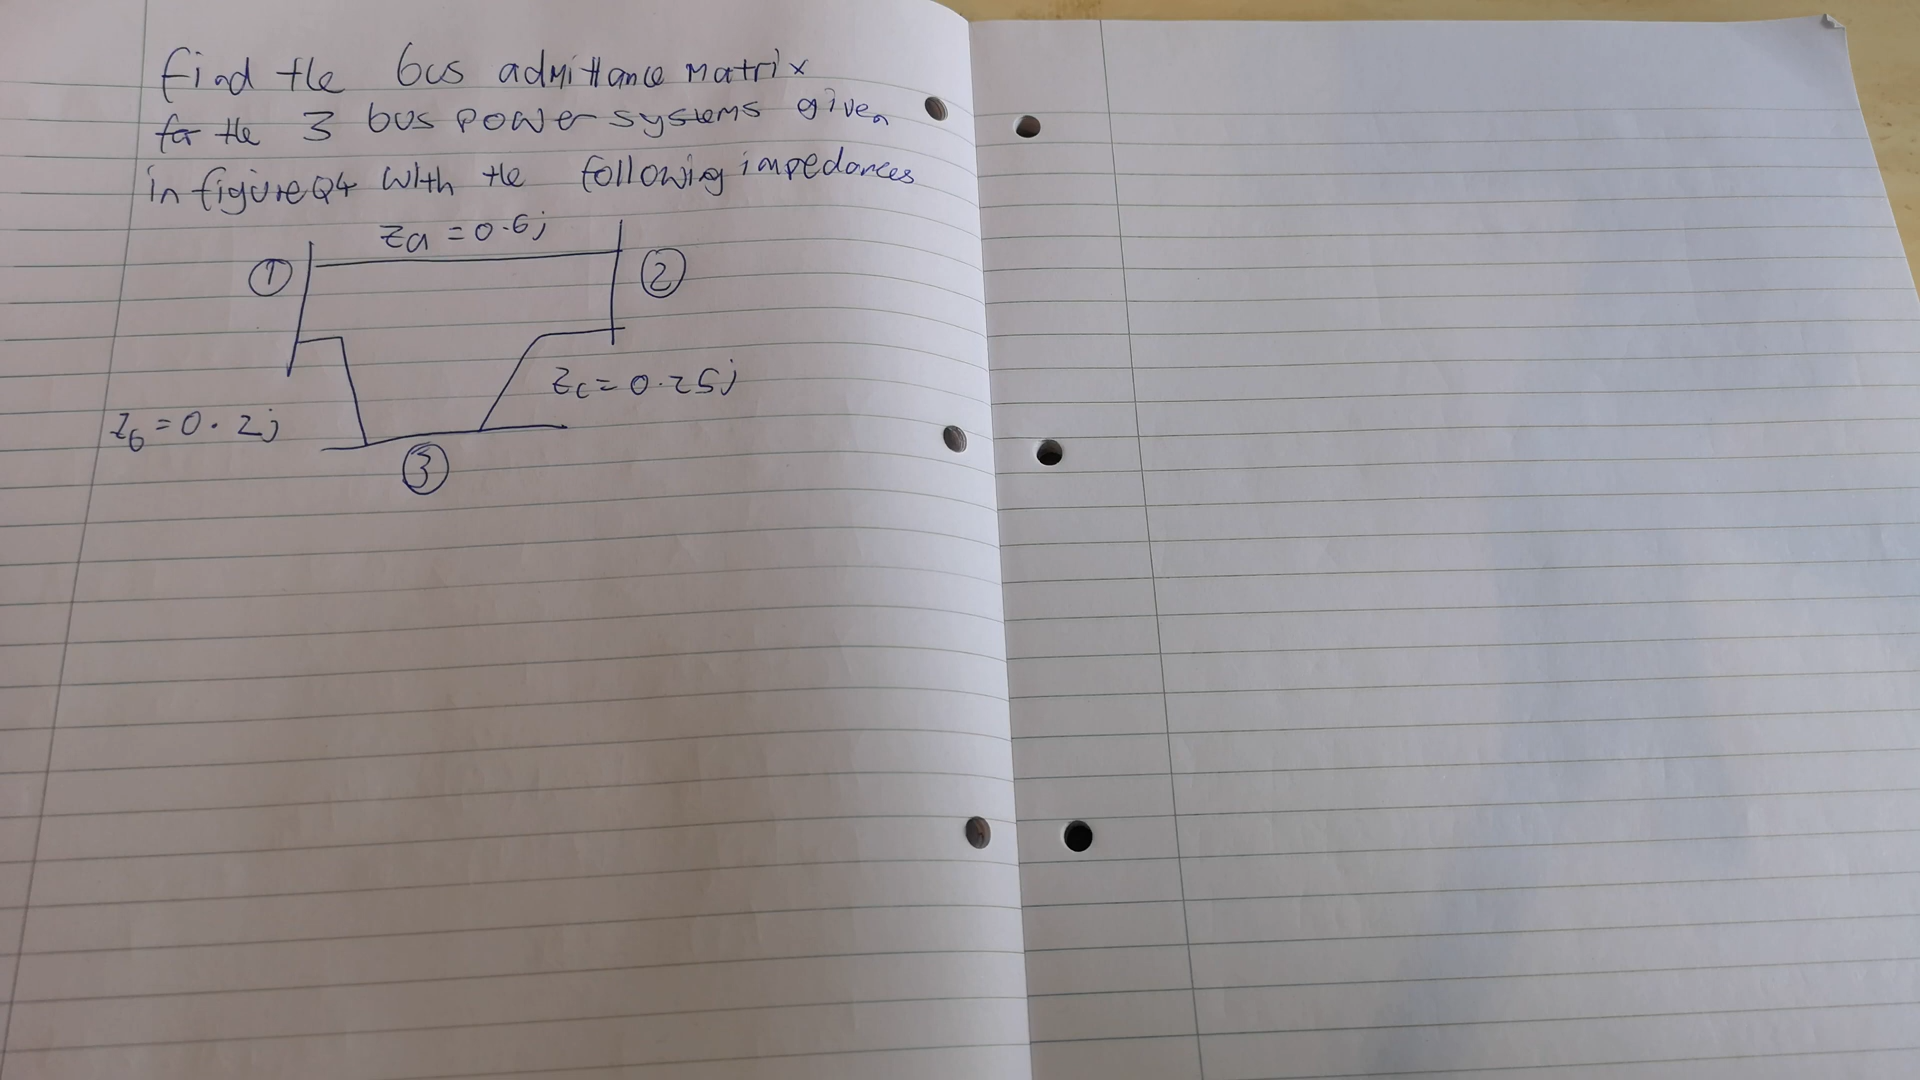 find the bus admittance matrix
for the 3 bus power systems given
in figure Q4 with the following impedances
Za = 0.6j
① ②
Zc = 0.25j
Zb = 0.2j
③